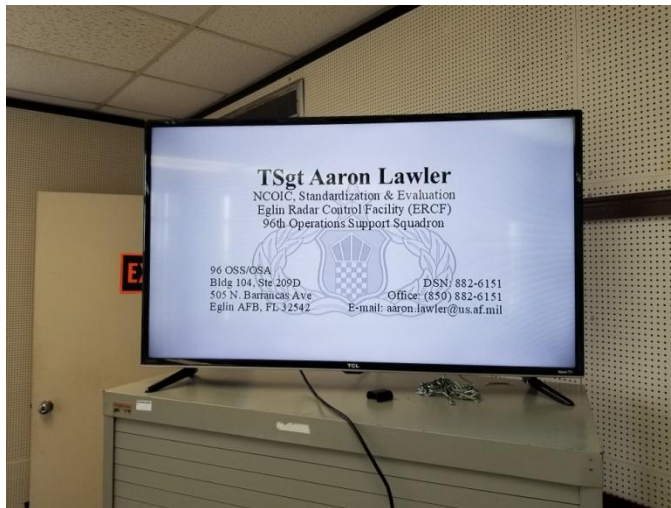 TSgt Aaron Lawler
NCOIC, Standardization & Evaluation
Eglin Radar Control Facility (ERCF)
96th Operations Support Squadron
96 OSS/OSA
Bldg 104, Ste 209D
505 N. Barrancas Ave
Eglin AFB, FL 32542
DSN: 882-6151
Office: (850) 882-6151
E-mail: aaron.lawler@us.af.mil
TCL
Roku TV
E